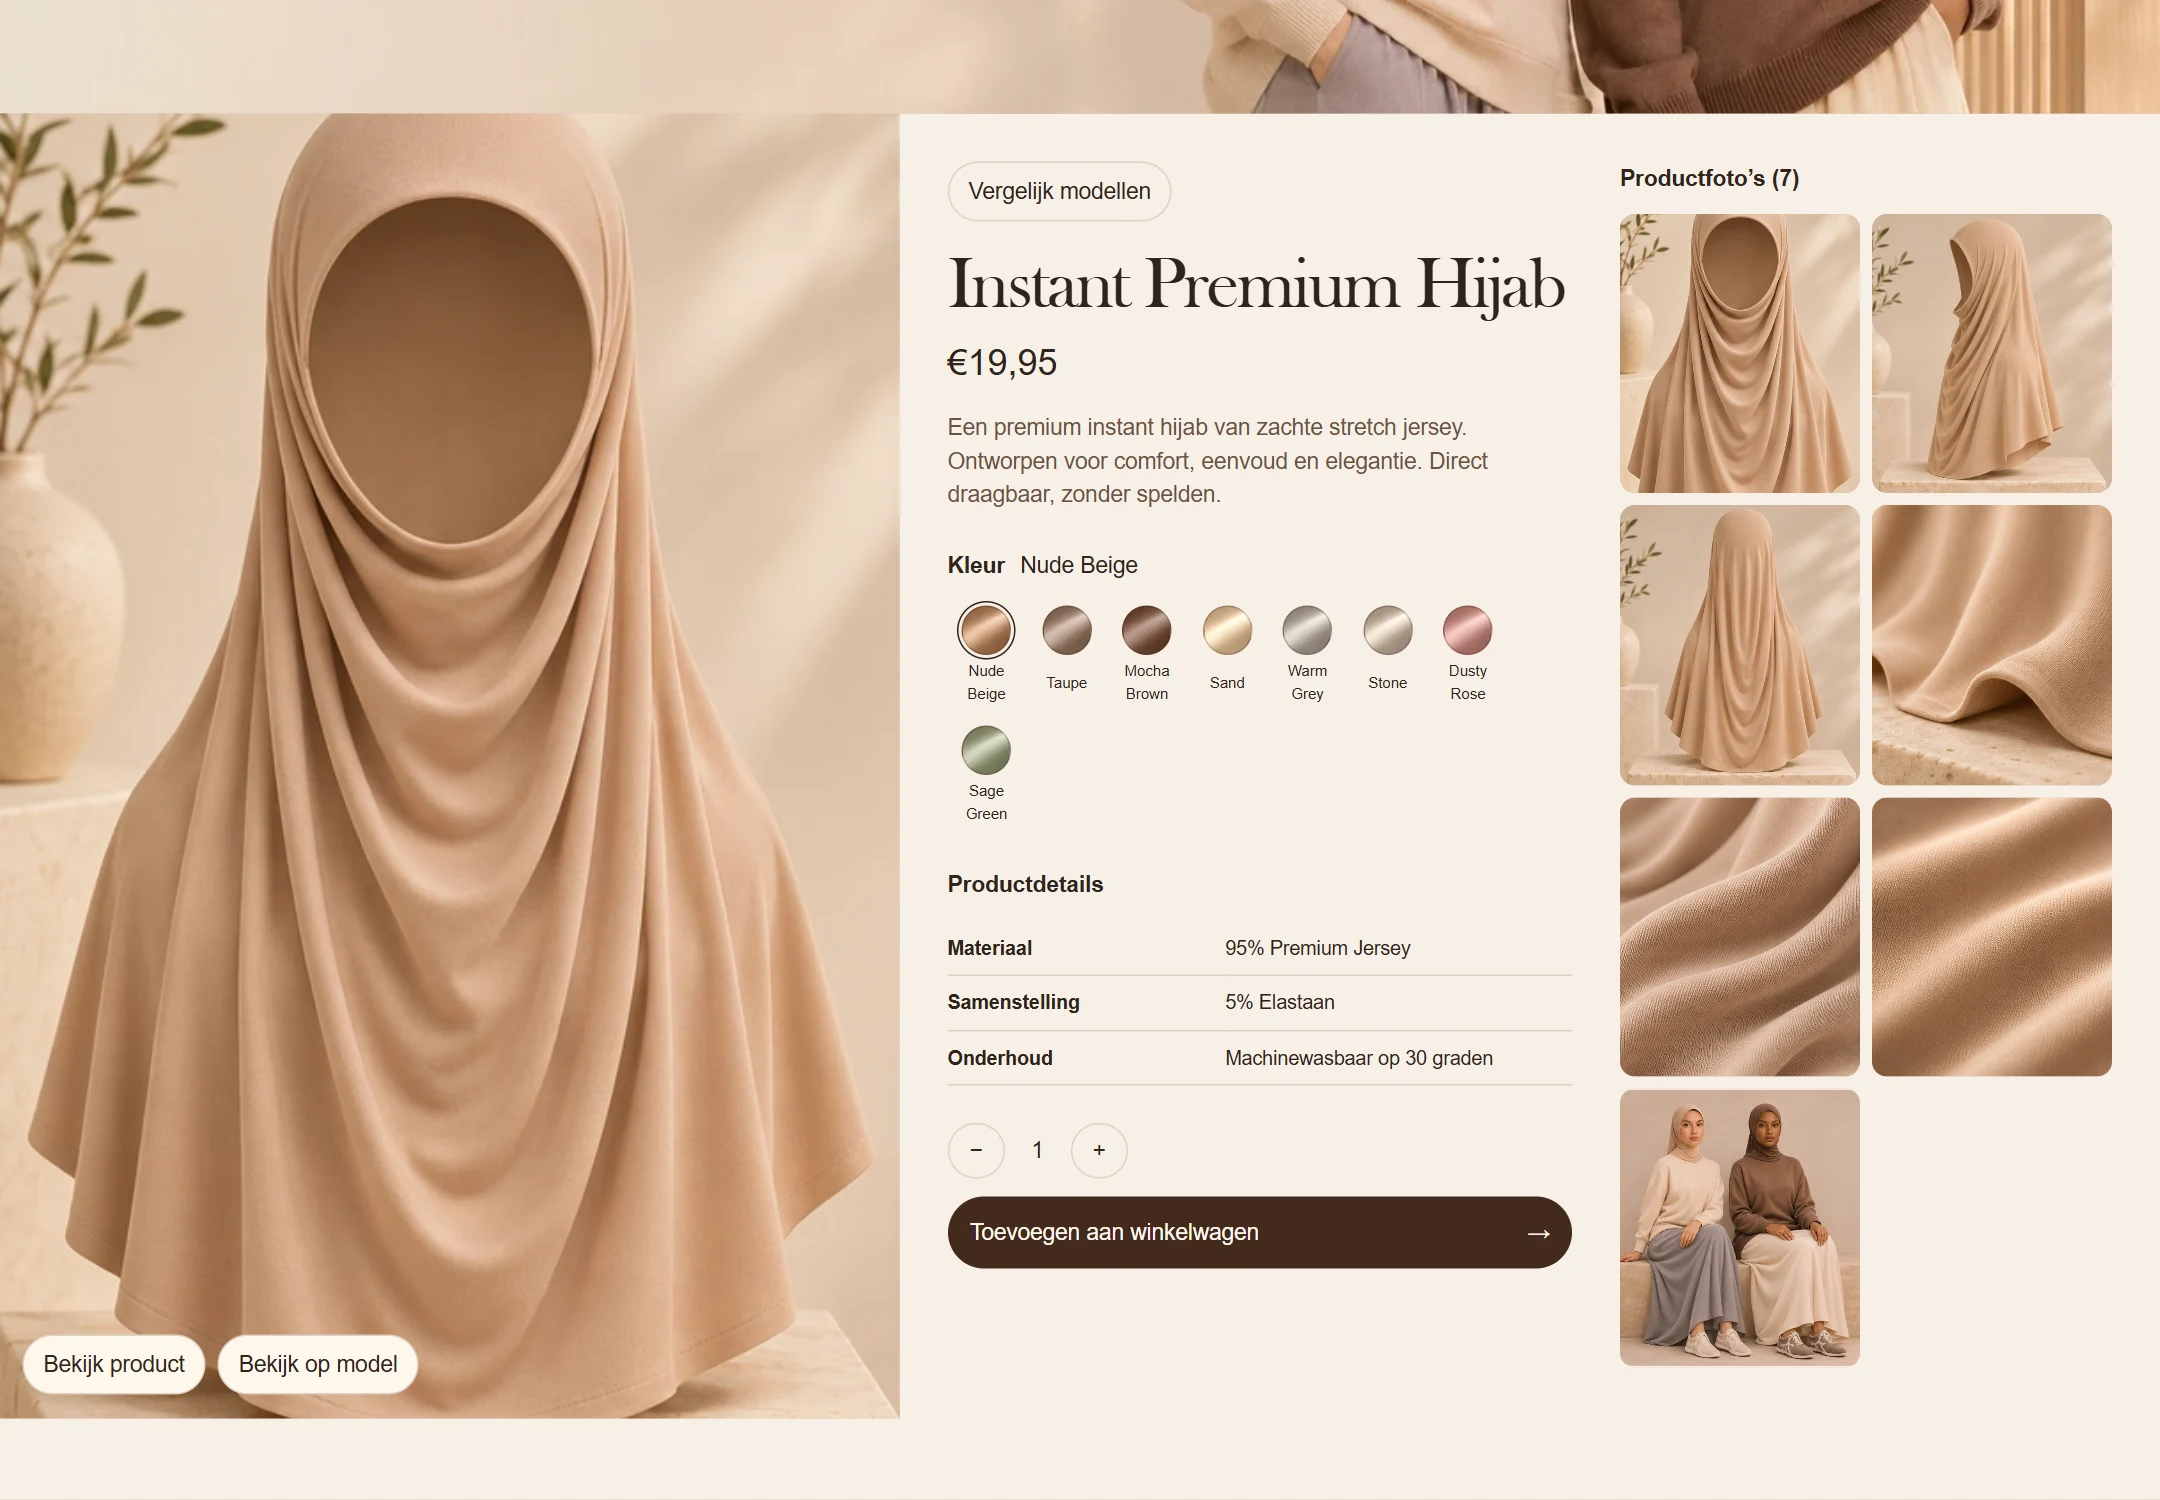 Vergelijk modellen
Instant Premium Hijab
€19,95
Een premium instant hijab van zachte stretch jersey.
Ontworpen voor comfort, eenvoud en elegantie. Direct
draagbaar, zonder spelden.
Kleur Nude Beige
Nude
Beige
Taupe
Mocha
Brown
Sand
Warm
Grey
Stone
Dusty
Rose
Sage
Green
Productdetails
Materiaal 95% Premium Jersey
Samenstelling 5% Elastaan
Onderhoud Machinewasbaar op 30 graden
− 1 +
Toevoegen aan winkelwagen →
Productfoto’s (7)
Bekijk product
Bekijk op model